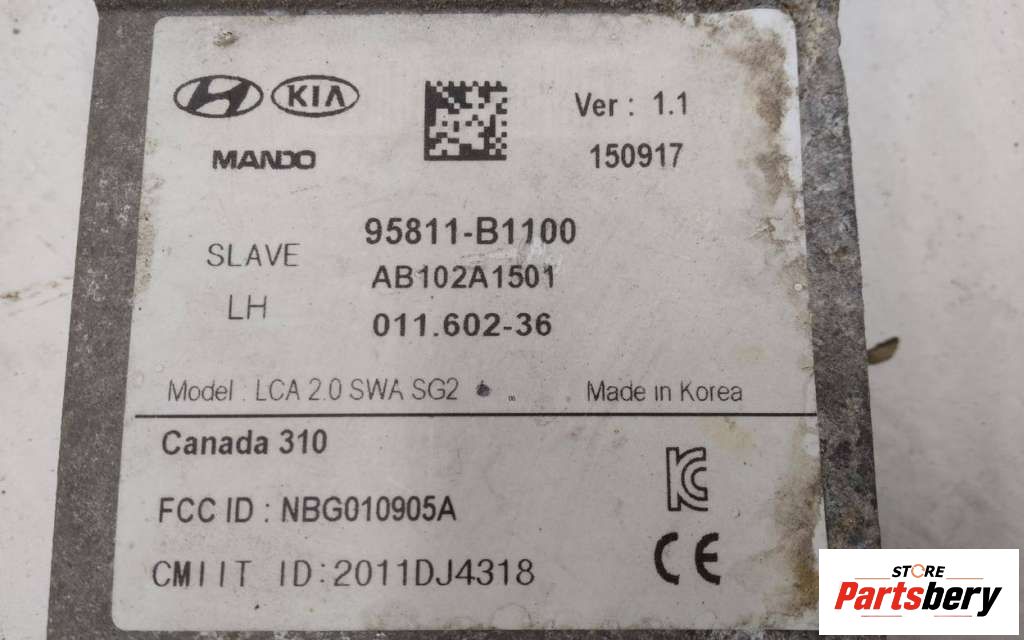 KIA
MANDO
Ver : 1.1
150917
SLAVE
LH
95811-B1100
AB102A1501
011.602-36
Model : LCA 2.0 SWA SG2
Made in Korea
Canada 310
FCC ID : NBG010905A
CMIIT ID:2011DJ4318
CE
STORE
Partsbery